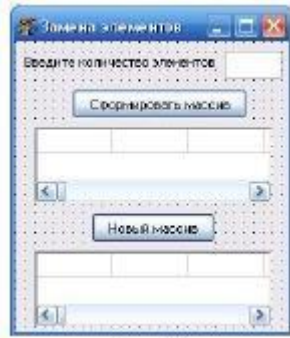 Замена элементов
Введите количество элементов
Сформировать массив
Новый массив